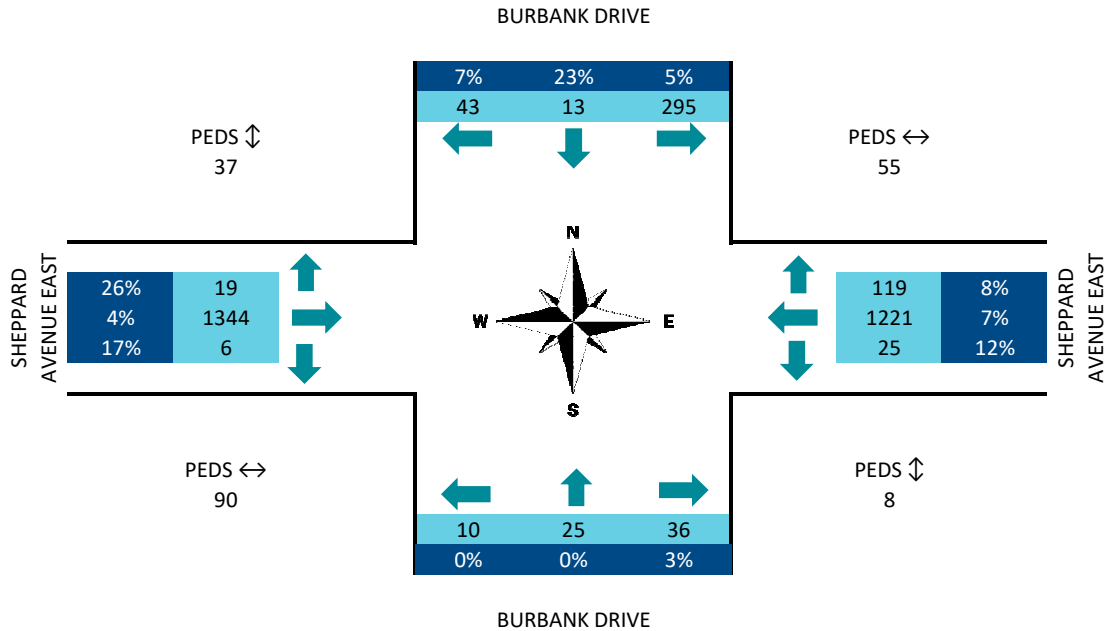 BURBANK DRIVE
7% 23% 5%
43 13 295
PEDS ↕
37
PEDS ↔
55
N
W E
S
SHEPPARD
AVENUE EAST
26% 19
4% 1344
17% 6
119 8%
1221 7%
25 12%
SHEPPARD
AVENUE EAST
PEDS ↔
90
PEDS ↕
8
10 25 36
0% 0% 3%
BURBANK DRIVE